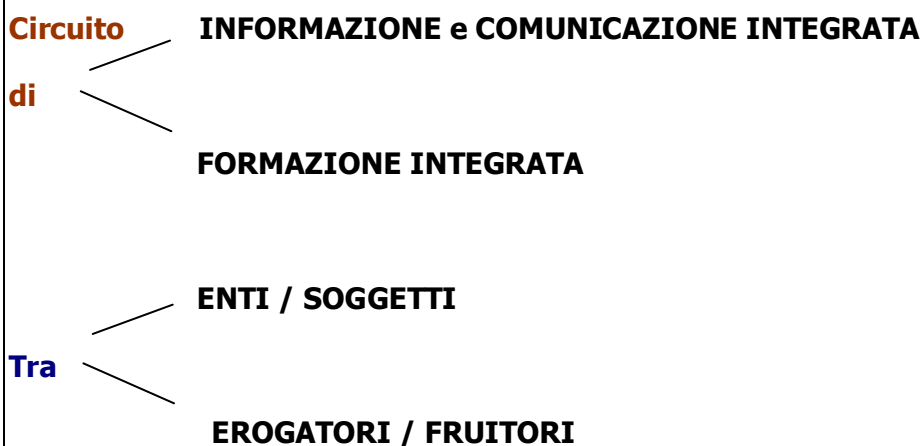 Circuito INFORMAZIONE e COMUNICAZIONE INTEGRATA
di
FORMAZIONE INTEGRATA
ENTI / SOGGETTI
Tra
EROGATORI / FRUITORI